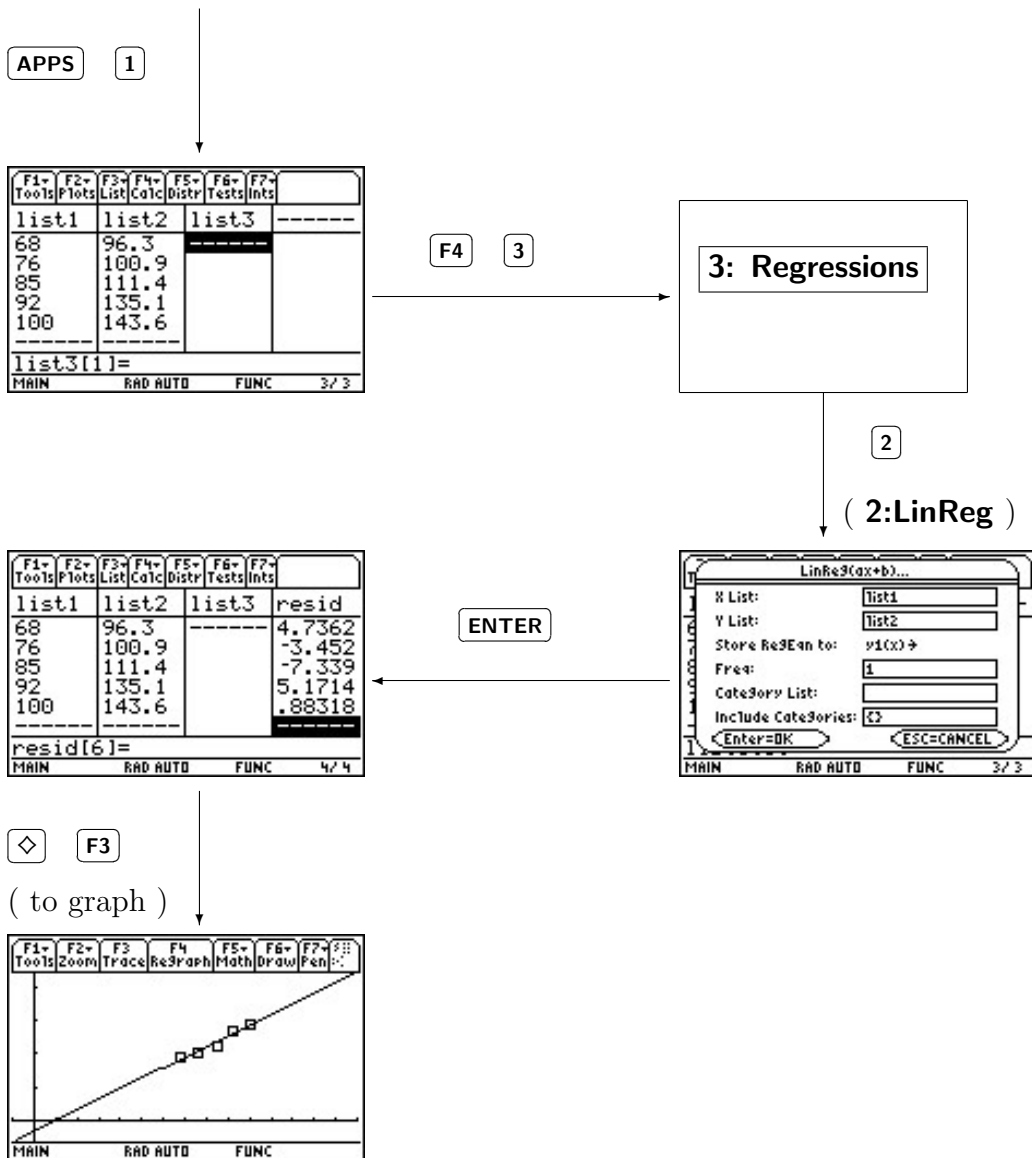 APPS 1
F1 F2 F3 F4 F5 F6 F7
Tools Plots List Calc Distr Tests Ints
list1 list2 list3 ------
68 96.3 ------
76 100.9
85 111.4
92 135.1
100 143.6
------ ------
list3[1]=
MAIN RAD AUTO FUNC 3/3
F4 3
3: Regressions
2
( 2:LinReg )
LinReg(ax+b)...
X List: list1
Y List: list2
Store RegEqn to: y1(x)→
Freq: 1
Category List:
Include Categories: {}
Enter=OK ESC=CANCEL
MAIN RAD AUTO FUNC 3/3
ENTER
F1 F2 F3 F4 F5 F6 F7
Tools Plots List Calc Distr Tests Ints
list1 list2 list3 resid
68 96.3 ------ 4.7362
76 100.9 -3.452
85 111.4 -7.339
92 135.1 5.1714
100 143.6 .88318
------ ------ ------
resid[6]=
MAIN RAD AUTO FUNC 4/4
◇ F3
( to graph )
F1 F2 F3 F4 F5 F6 F7
Tools Zoom Trace ReGraph Math Draw Pen
MAIN RAD AUTO FUNC